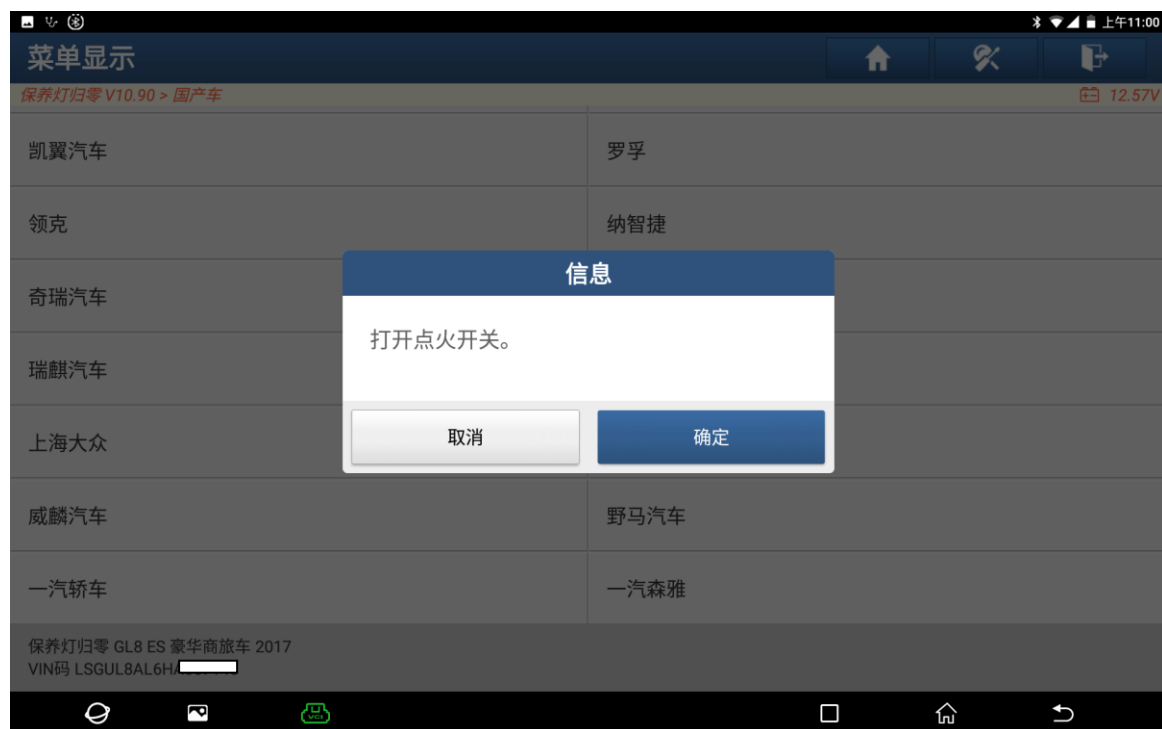 上午11:00
菜单显示
保养灯归零 V10.90 > 国产车
12.57V
凯翼汽车
罗孚
领克
纳智捷
信息
奇瑞汽车
打开点火开关。
瑞麒汽车
取消
确定
上海大众
威麟汽车
野马汽车
一汽轿车
一汽森雅
保养灯归零 GL8 ES 豪华商旅车 2017
VIN码 LSGUL8AL6H
VCI